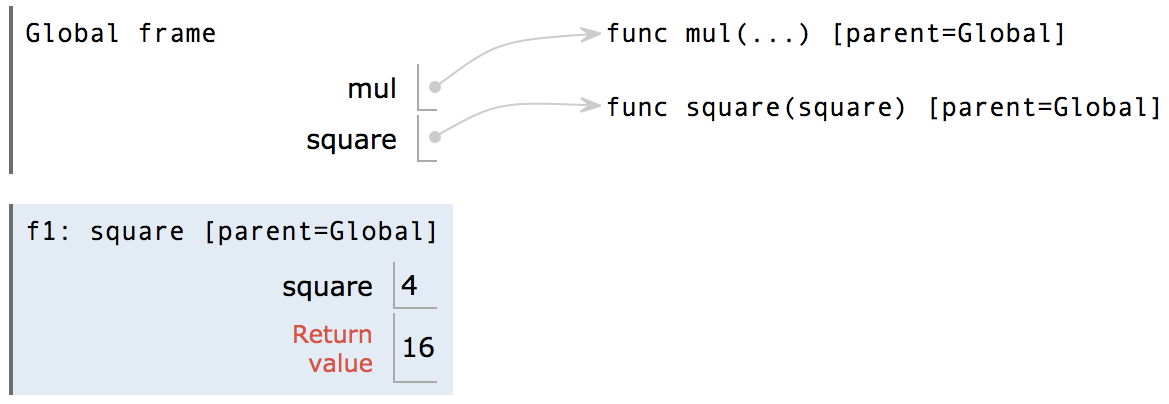 Global frame
func mul(...) [parent=Global]
mul
func square(square) [parent=Global]
square
f1: square [parent=Global]
square 4
Return
value 16